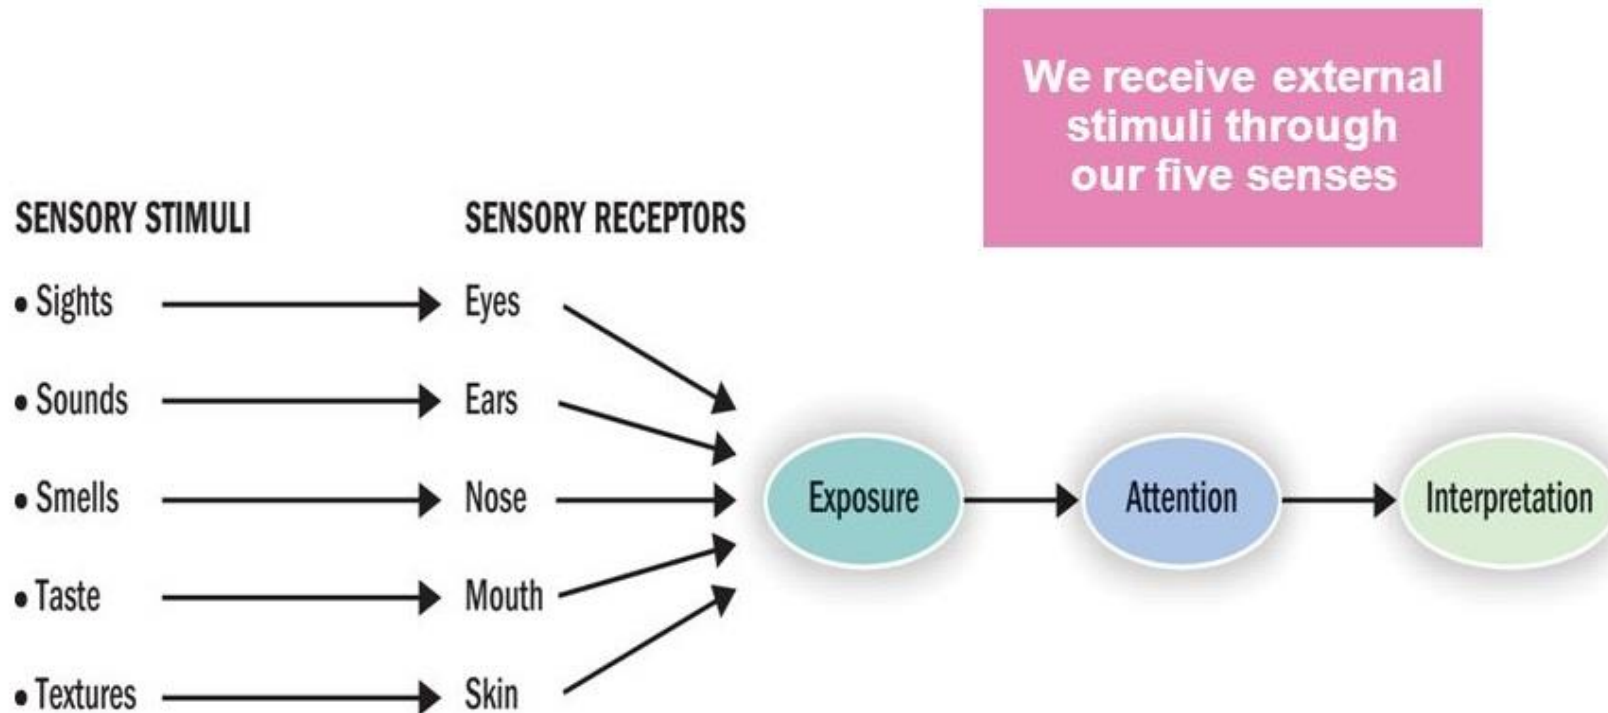 We receive external
stimuli through
our five senses
SENSORY STIMULI SENSORY RECEPTORS
• Sights Eyes
• Sounds Ears
• Smells Nose Exposure Attention Interpretation
• Taste Mouth
• Textures Skin